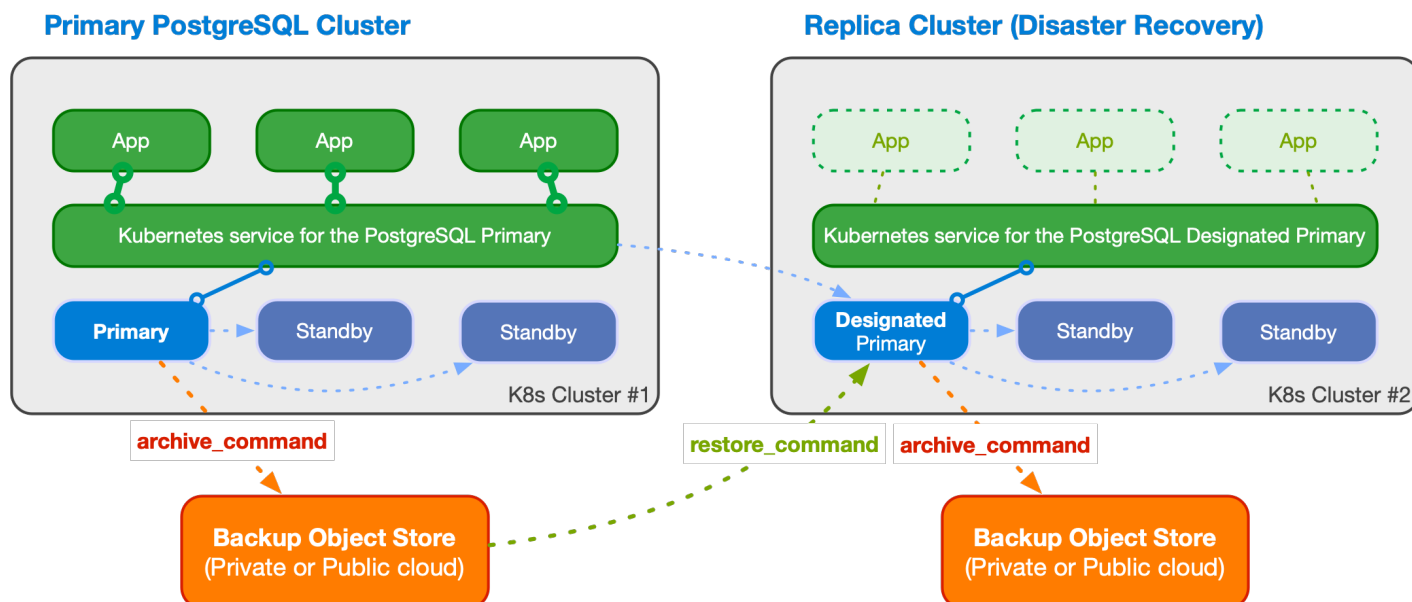 Primary PostgreSQL Cluster
Replica Cluster (Disaster Recovery)
App
App
App
App
App
App
Kubernetes service for the PostgreSQL Primary
Kubernetes service for the PostgreSQL Designated Primary
Primary
Standby
Standby
Designated
Primary
Standby
Standby
K8s Cluster #1
K8s Cluster #2
archive_command
restore_command
archive_command
Backup Object Store
(Private or Public cloud)
Backup Object Store
(Private or Public cloud)